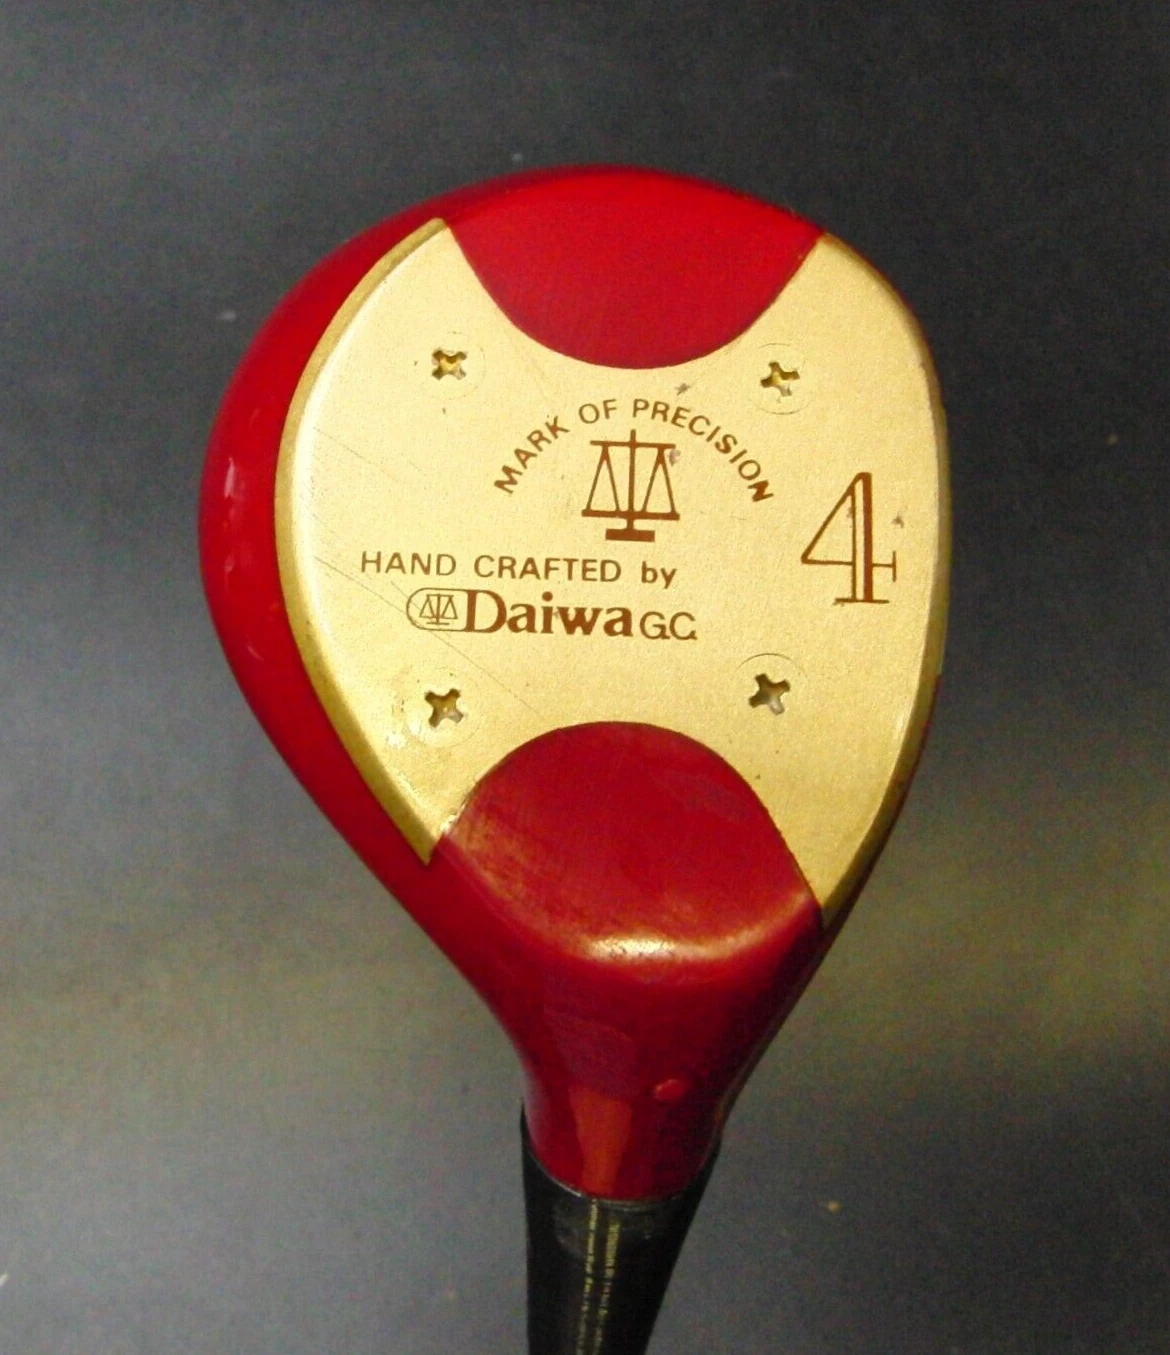 MARK OF PRECISION
4
HAND CRAFTED by
Daiwa G.C.